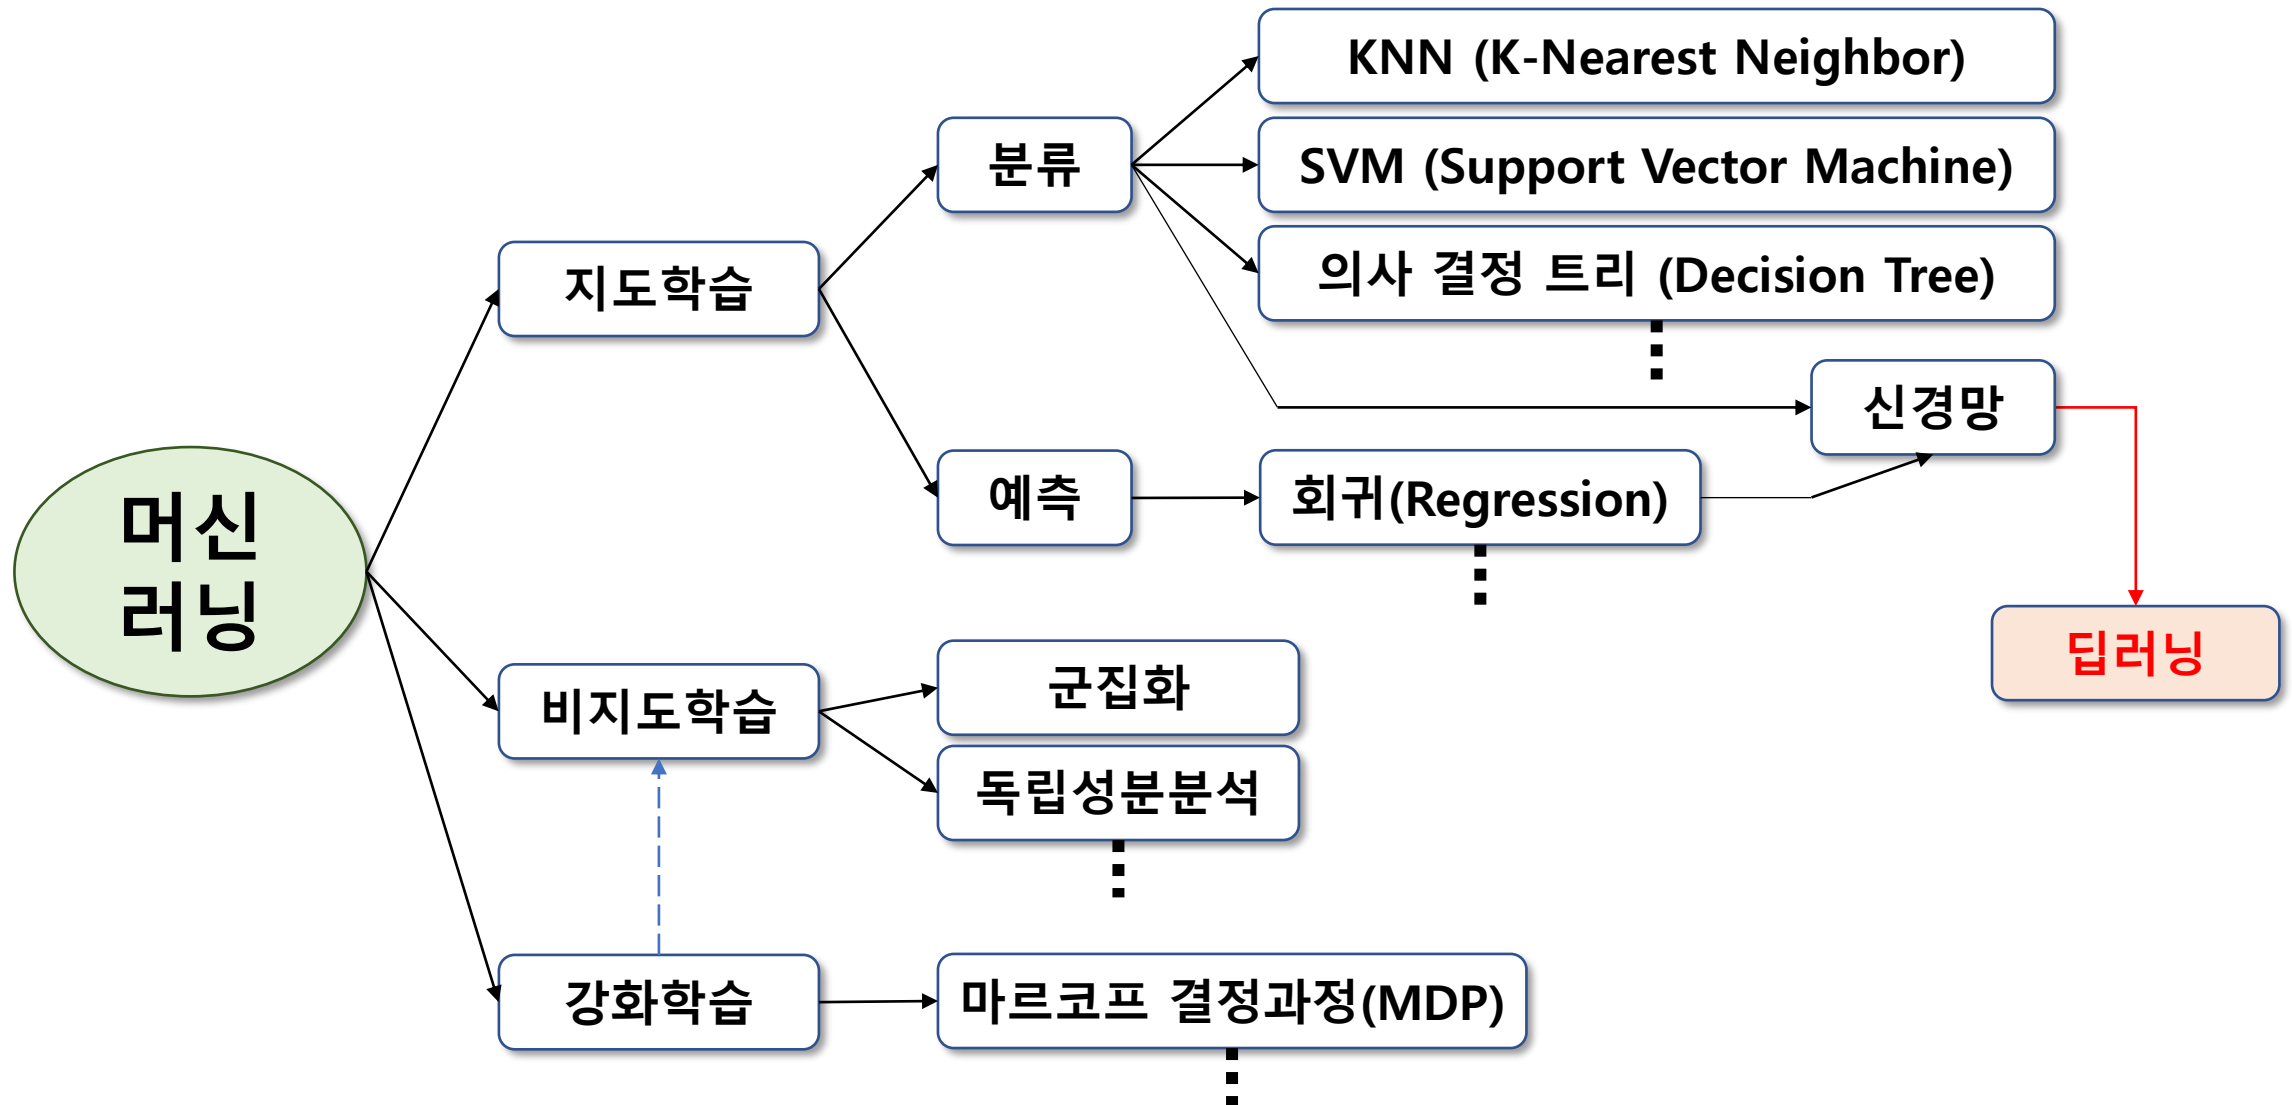 머신
러닝
지도학습
분류
KNN (K-Nearest Neighbor)
SVM (Support Vector Machine)
의사 결정 트리 (Decision Tree)
신경망
예측
회귀(Regression)
딥러닝
비지도학습
군집화
독립성분분석
강화학습
마르코프 결정과정(MDP)